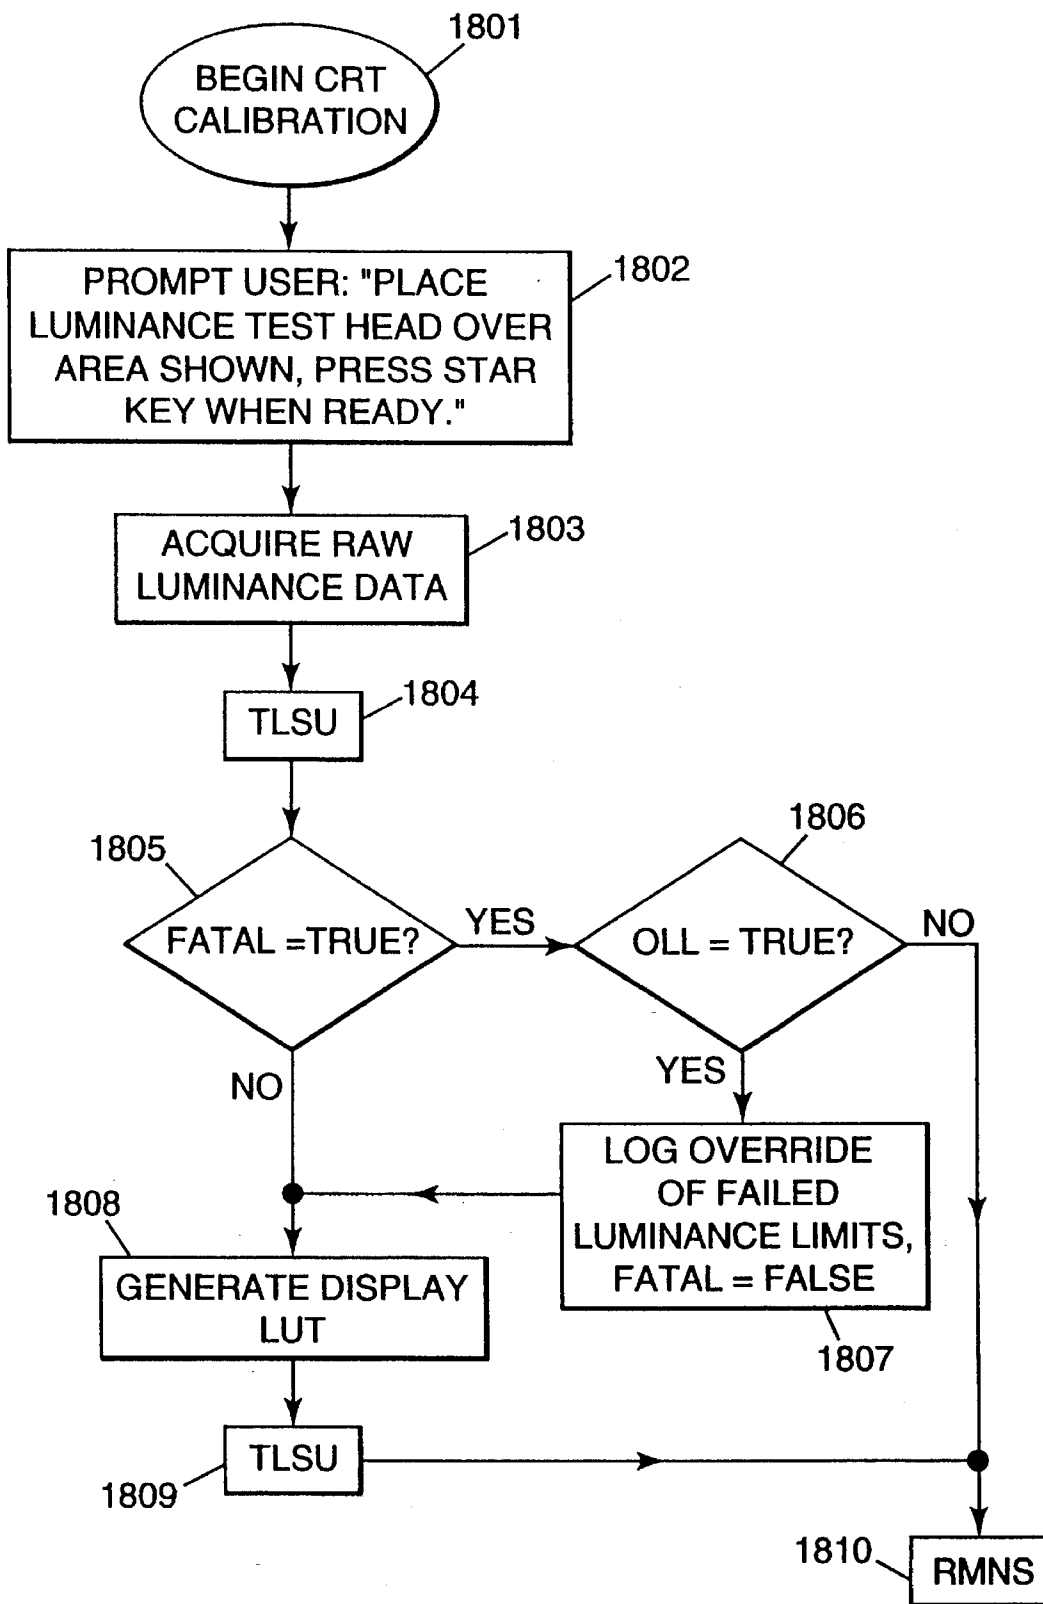 1801
BEGIN CRT
CALIBRATION
1802
PROMPT USER: "PLACE
LUMINANCE TEST HEAD OVER
AREA SHOWN, PRESS STAR
KEY WHEN READY."
1803
ACQUIRE RAW
LUMINANCE DATA
1804
TLSU
1805
FATAL =TRUE?
YES
1806
OLL = TRUE?
NO
NO
YES
LOG OVERRIDE
OF FAILED
LUMINANCE LIMITS,
FATAL = FALSE
1807
1808
GENERATE DISPLAY
LUT
TLSU
1809
1810
RMNS